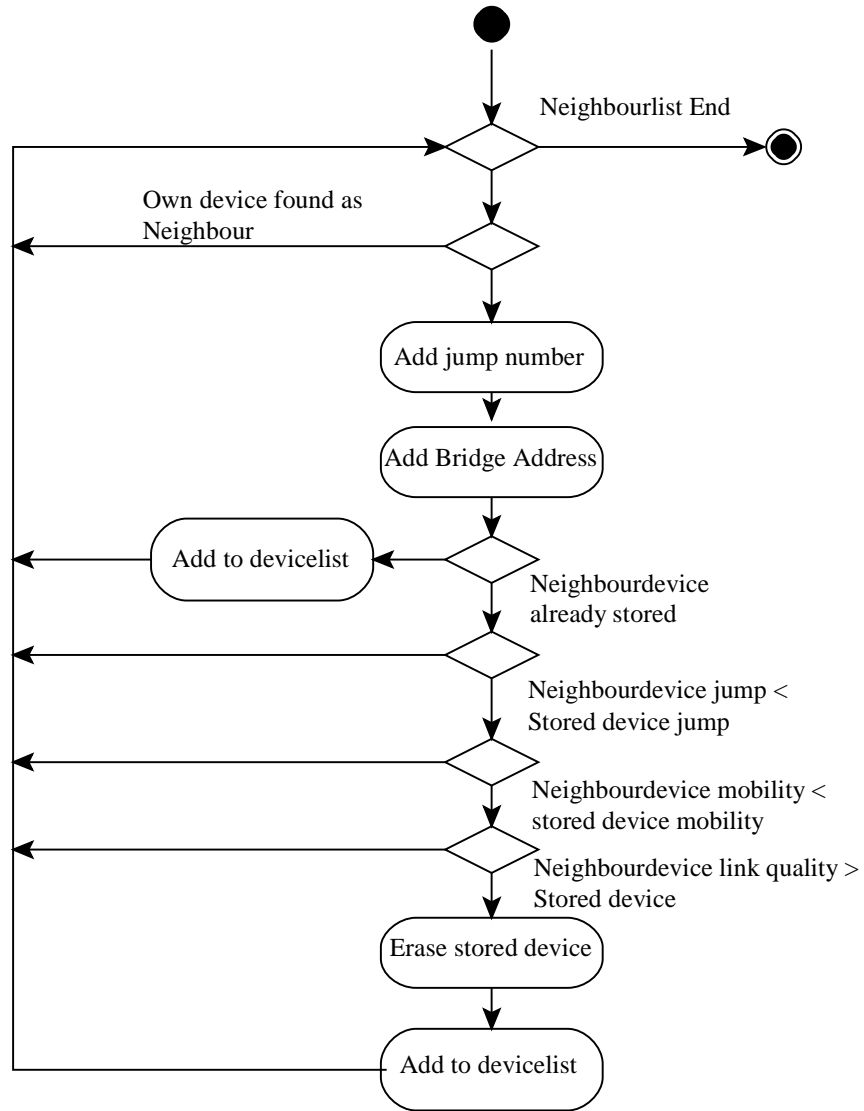 Neighbourlist End
Own device found as
Neighbour
Add jump number
Add Bridge Address
Add to devicelist
Neighbourdevice
already stored
Neighbourdevice jump <
Stored device jump
Neighbourdevice mobility <
stored device mobility
Neighbourdevice link quality >
Stored device
Erase stored device
Add to devicelist